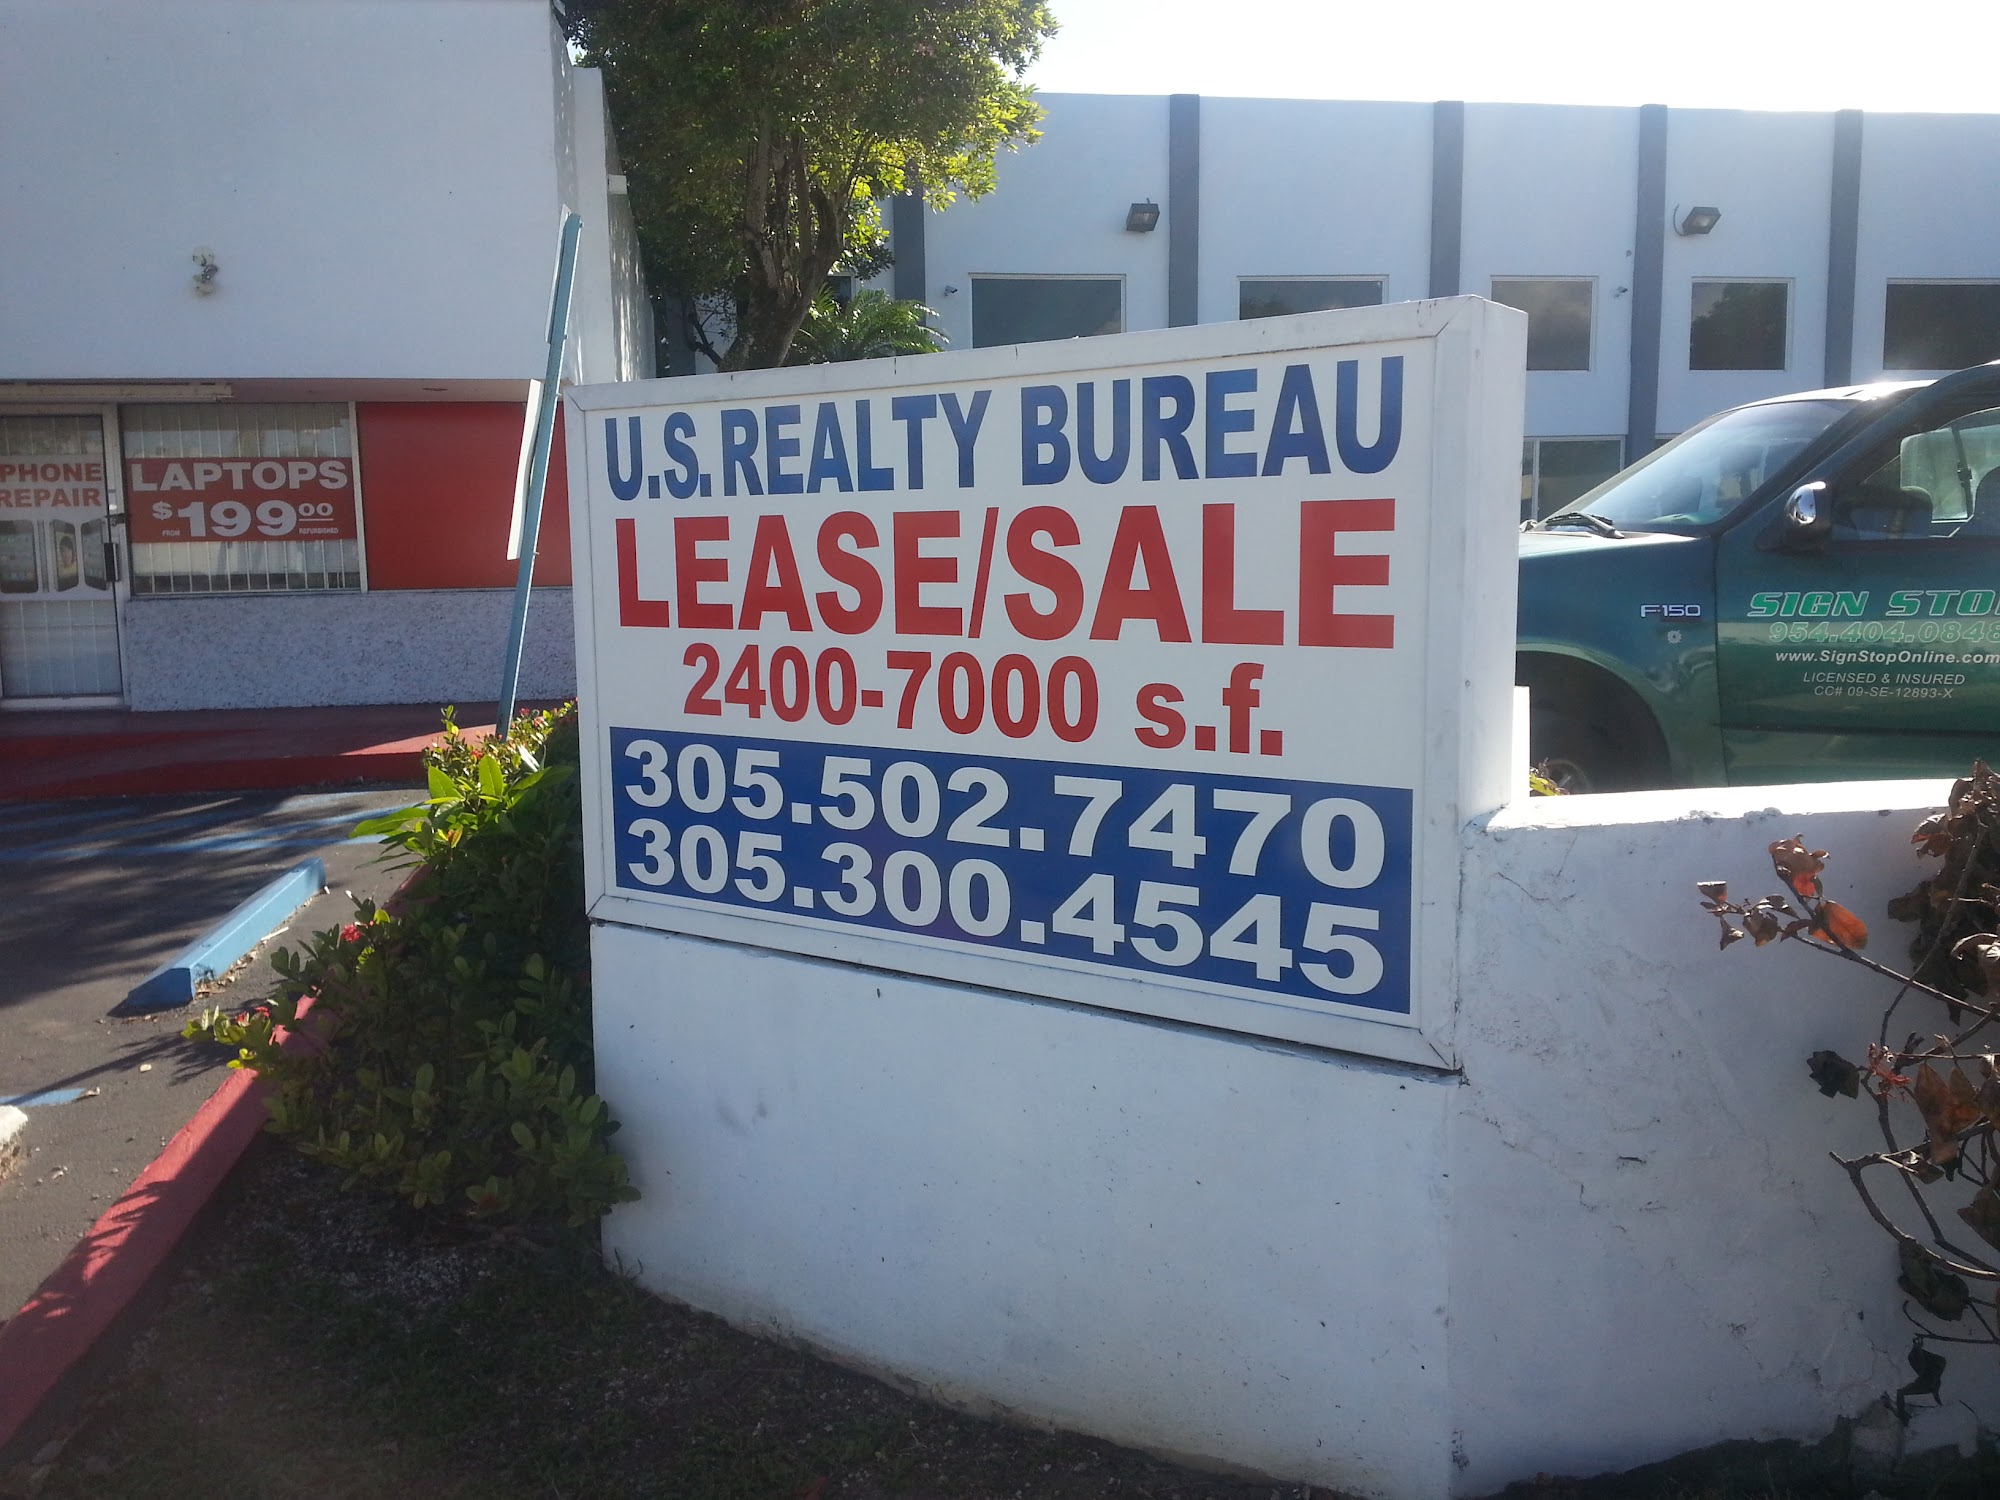 U.S. REALTY BUREAU
LEASE/SALE
2400-7000 s.f.
305.502.7470
305.300.4545
PHONE
REPAIR
LAPTOPS
FROM $199 00 REFURBISHED
F-150
SIGN STO
954.404.0848
www.SignStopOnline.com
LICENSED & INSURED
CC# 09-SE-12893-X